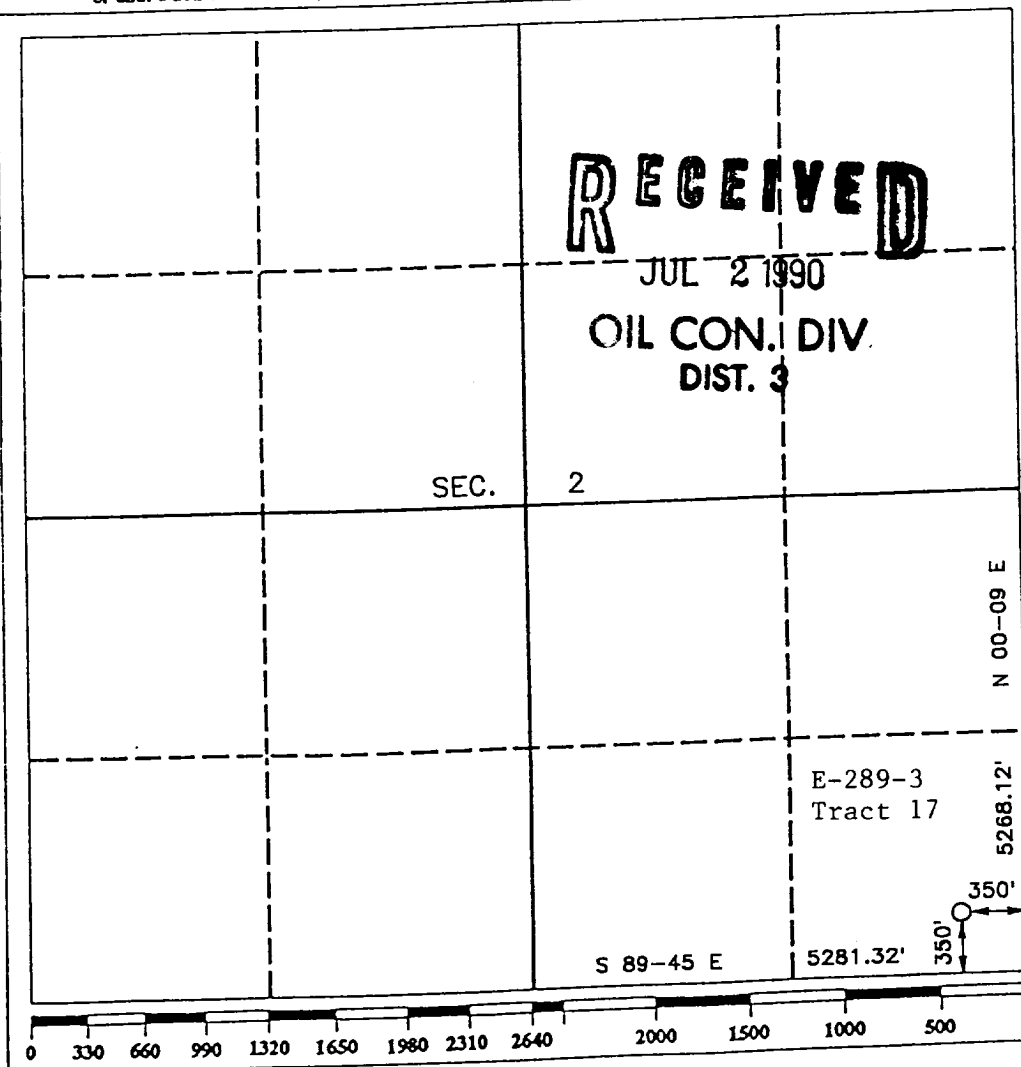 RECEIVED
JUL 2 1990
OIL CON. DIV.
DIST. 3
SEC. 2
N 00-09 E
5268.12'
E-289-3
Tract 17
350'
350'
S 89-45 E 5281.32'
0 330 660 990 1320 1650 1980 2310 2640 2000 1500 1000 500